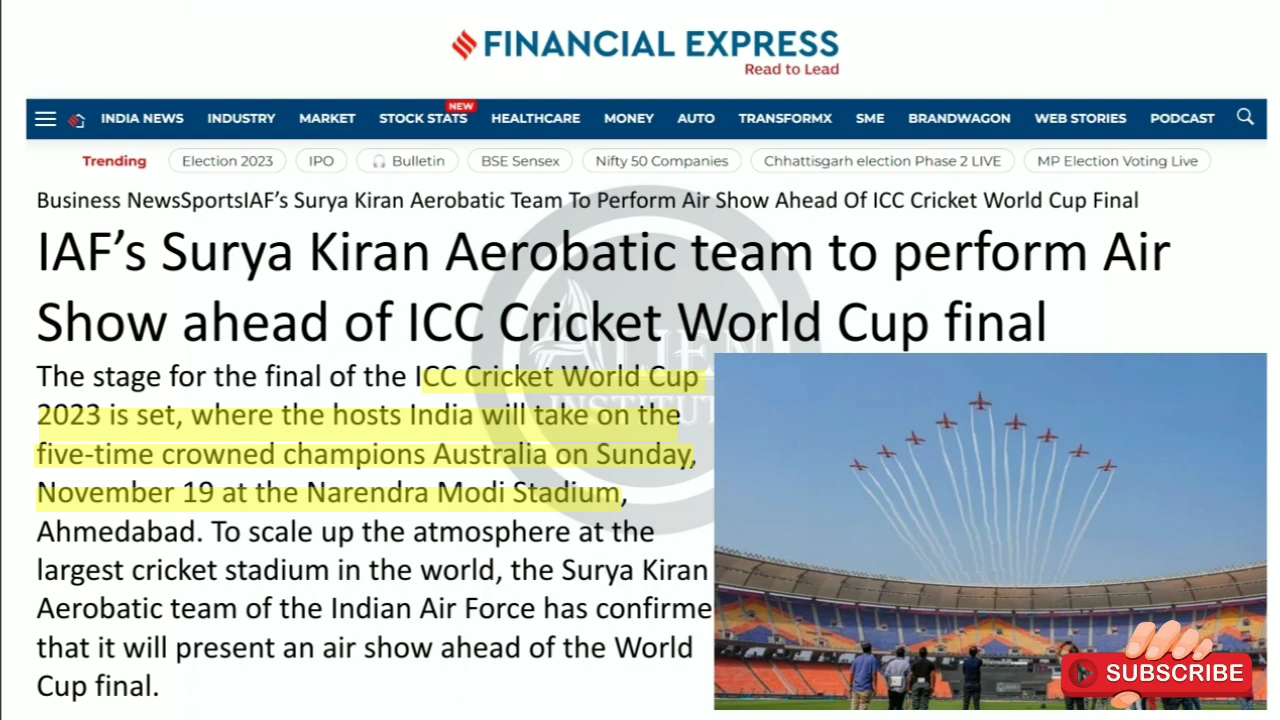 FINANCIAL EXPRESS
Read to Lead
NEW
INDIA NEWS INDUSTRY MARKET STOCK STATS HEALTHCARE MONEY AUTO TRANSFORMX SME BRANDWAGON WEB STORIES PODCAST
Trending Election 2023 IPO Bulletin BSE Sensex Nifty 50 Companies Chhattisgarh election Phase 2 LIVE MP Election Voting Live
Business NewsSportsIAF’s Surya Kiran Aerobatic Team To Perform Air Show Ahead Of ICC Cricket World Cup Final
IAF’s Surya Kiran Aerobatic team to perform Air
Show ahead of ICC Cricket World Cup final
The stage for the final of the ICC Cricket World Cup
2023 is set, where the hosts India will take on the
five-time crowned champions Australia on Sunday,
November 19 at the Narendra Modi Stadium,
Ahmedabad. To scale up the atmosphere at the
largest cricket stadium in the world, the Surya Kiran
Aerobatic team of the Indian Air Force has confirme
that it will present an air show ahead of the World
Cup final.
ALIEN
INSTITUT
SUBSCRIBE